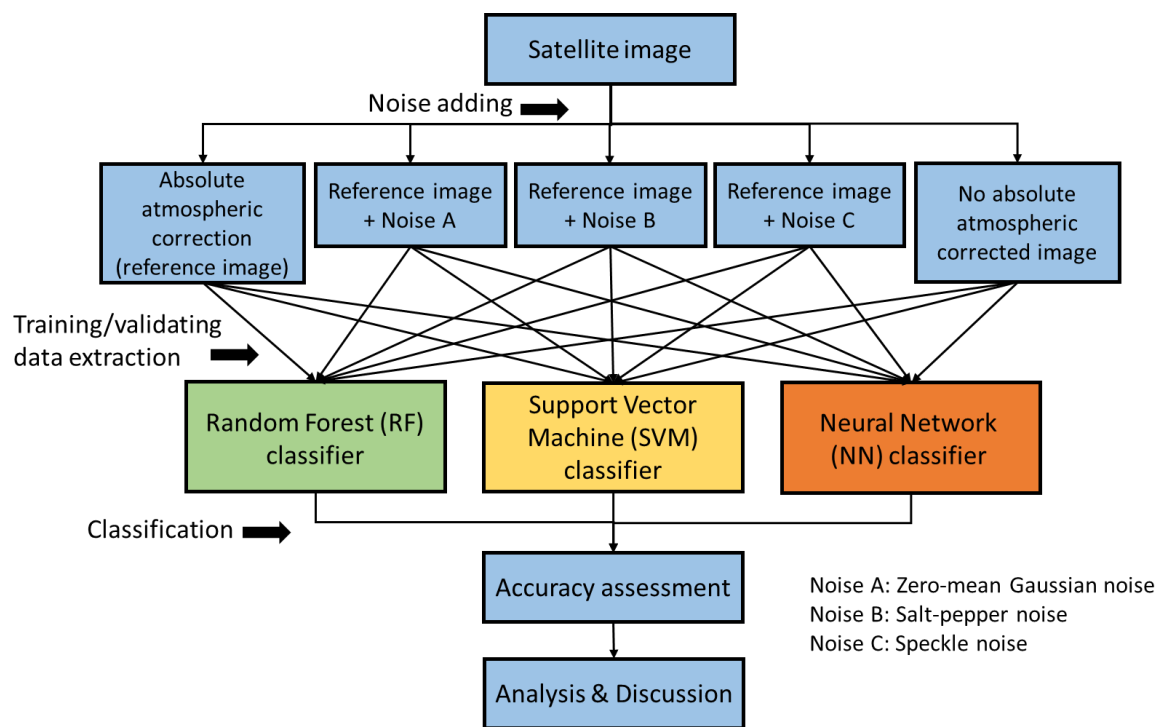 Satellite image
Noise adding
Absolute
atmospheric
correction
(reference image)
Reference image
+ Noise A
Reference image
+ Noise B
Reference image
+ Noise C
No absolute
atmospheric
corrected image
Training/validating
data extraction
Random Forest (RF)
classifier
Support Vector
Machine (SVM)
classifier
Neural Network
(NN) classifier
Classification
Accuracy assessment
Noise A: Zero-mean Gaussian noise
Noise B: Salt-pepper noise
Noise C: Speckle noise
Analysis & Discussion